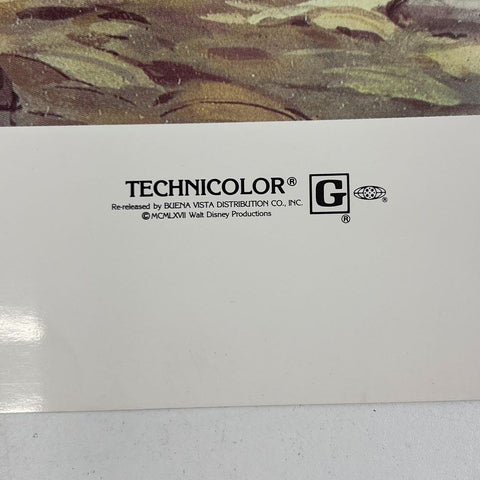 TECHNICOLOR®
Re-released by BUENA VISTA DISTRIBUTION CO., INC.
©MCMLXVII Walt Disney Productions
G
®
®